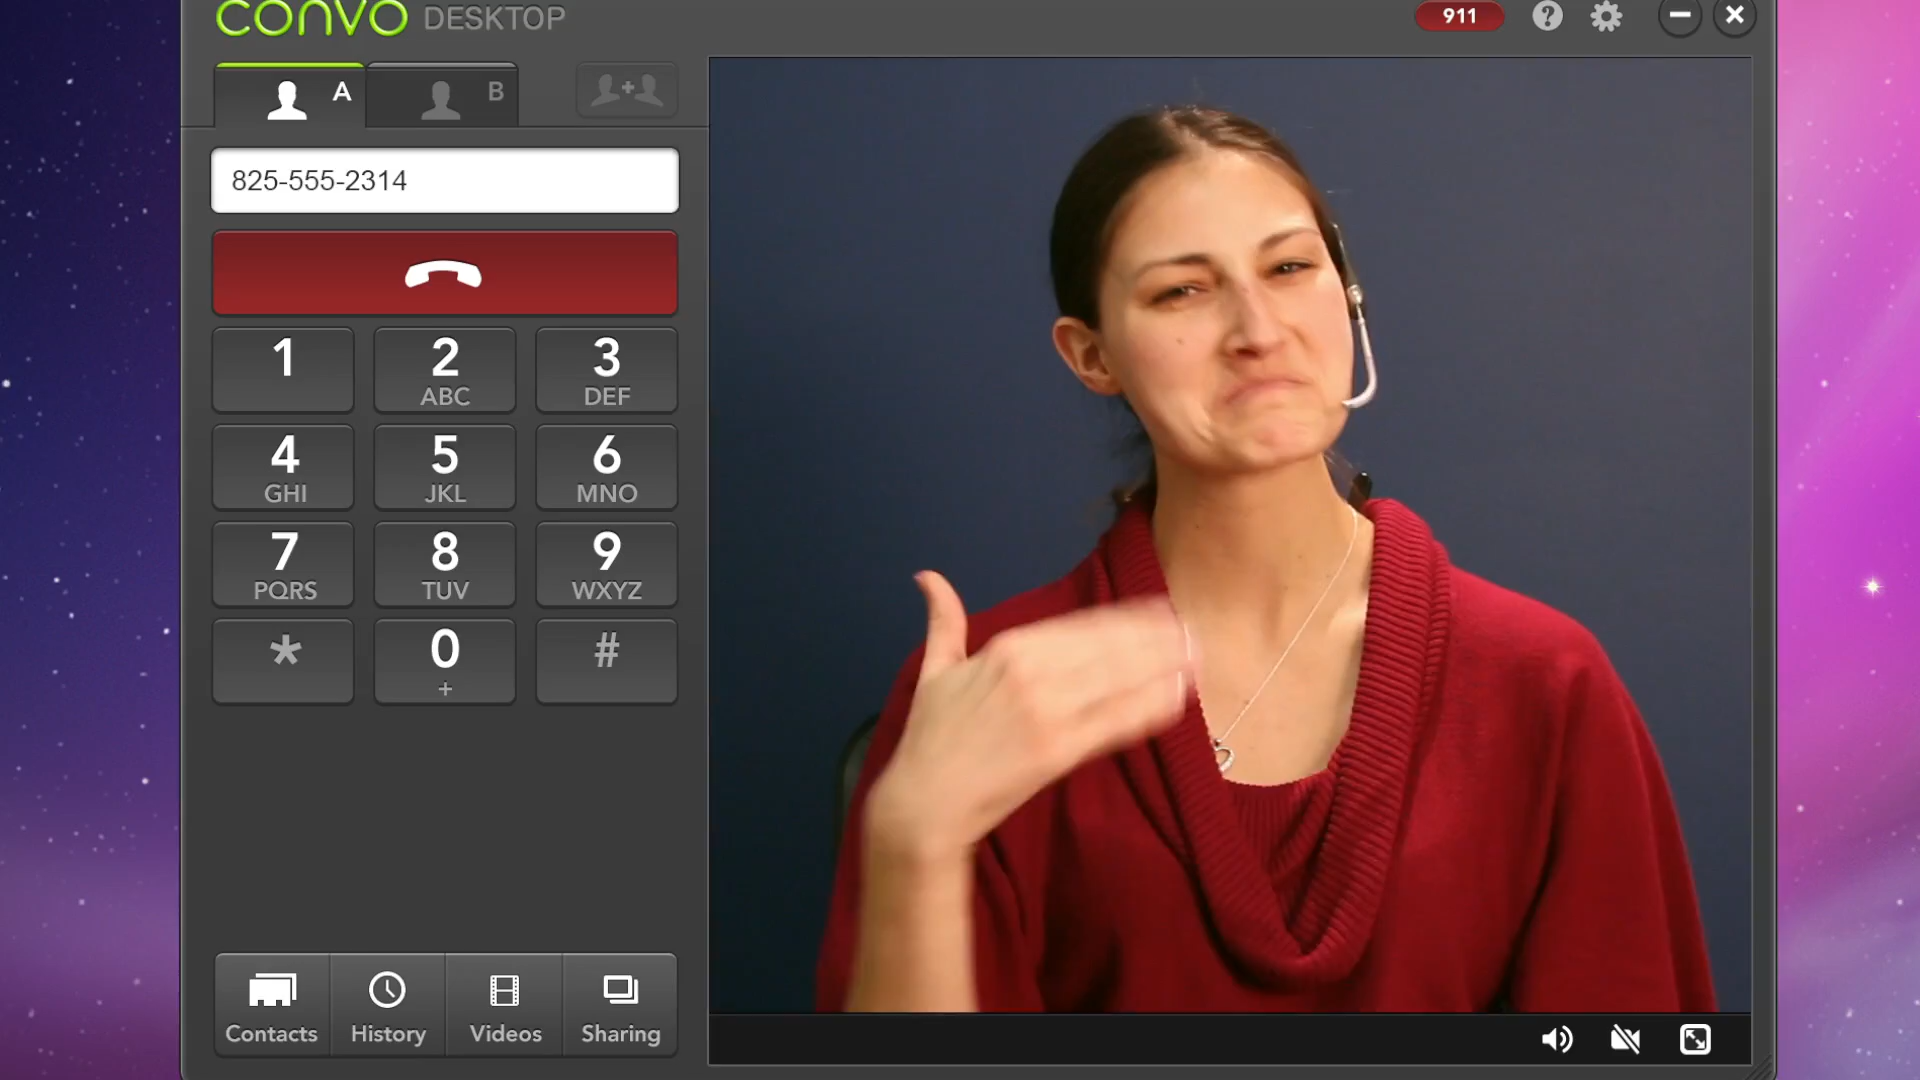 convo DESKTOP
911
A
B
825-555-2314
1
2
ABC
3
DEF
4
GHI
5
JKL
6
MNO
7
PQRS
8
TUV
9
WXYZ
*
0
+
#
Contacts
History
Videos
Sharing